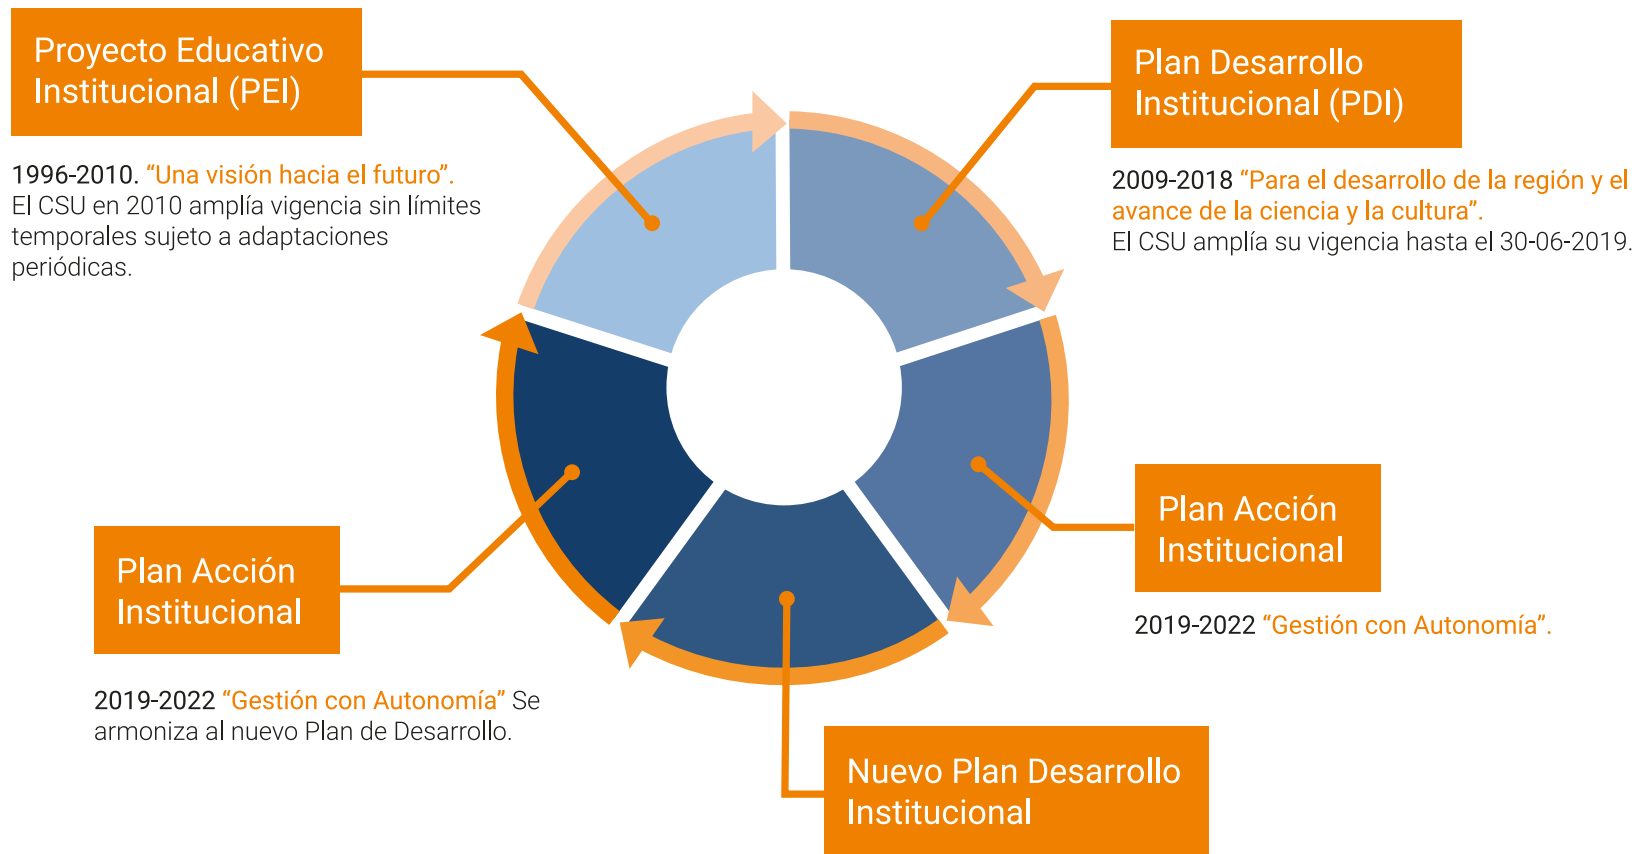 Proyecto Educativo
Institucional (PEI)
1996-2010. “Una visión hacia el futuro”.
El CSU en 2010 amplía vigencia sin límites
temporales sujeto a adaptaciones
periódicas.
Plan Desarrollo
Institucional (PDI)
2009-2018 “Para el desarrollo de la región y el
avance de la ciencia y la cultura”.
El CSU amplía su vigencia hasta el 30-06-2019.
Plan Acción
Institucional
2019-2022 “Gestión con Autonomía”.
Nuevo Plan Desarrollo
Institucional
Plan Acción
Institucional
2019-2022 “Gestión con Autonomía” Se
armoniza al nuevo Plan de Desarrollo.